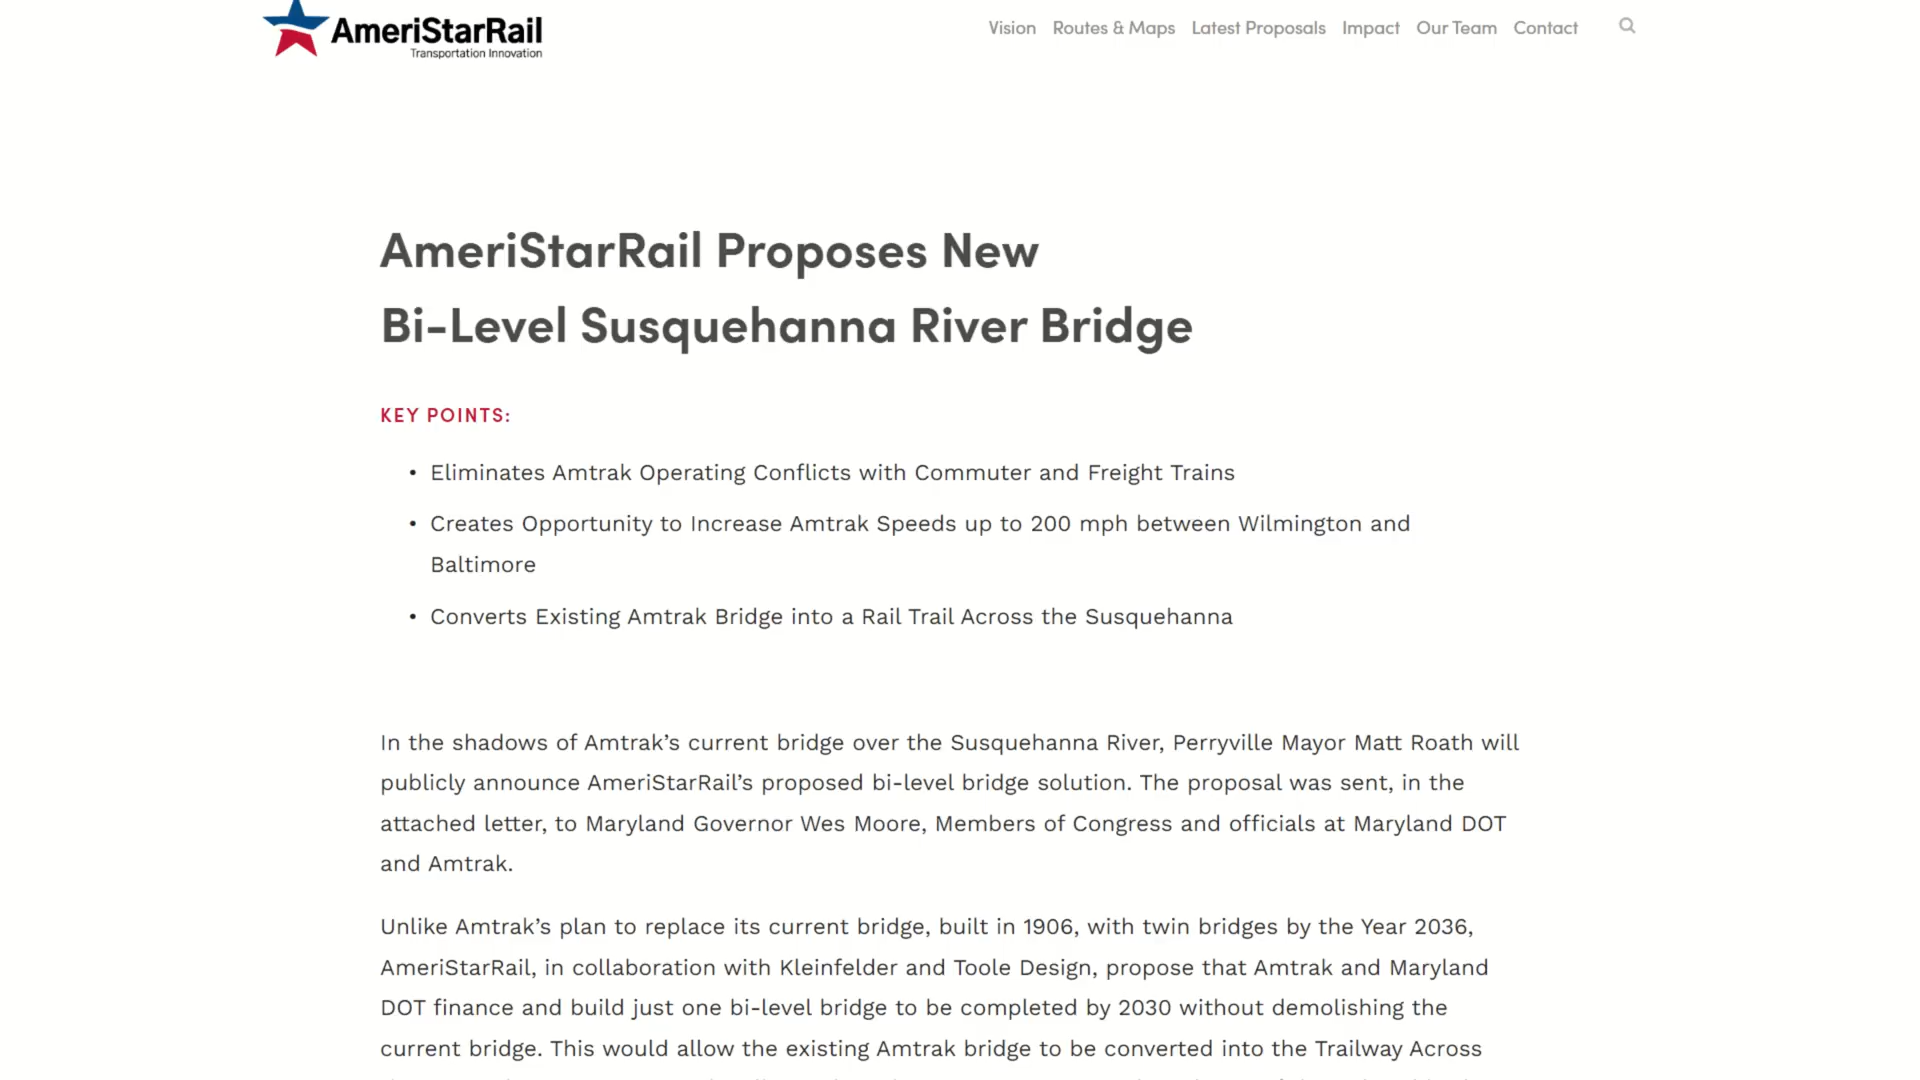 AmeriStarRail
Transportation Innovation
Vision Routes & Maps Latest Proposals Impact Our Team Contact
AmeriStarRail Proposes New
Bi-Level Susquehanna River Bridge
KEY POINTS:
• Eliminates Amtrak Operating Conflicts with Commuter and Freight Trains
• Creates Opportunity to Increase Amtrak Speeds up to 200 mph between Wilmington and
Baltimore
• Converts Existing Amtrak Bridge into a Rail Trail Across the Susquehanna
In the shadows of Amtrak’s current bridge over the Susquehanna River, Perryville Mayor Matt Roath will
publicly announce AmeriStarRail’s proposed bi-level bridge solution. The proposal was sent, in the
attached letter, to Maryland Governor Wes Moore, Members of Congress and officials at Maryland DOT
and Amtrak.
Unlike Amtrak’s plan to replace its current bridge, built in 1906, with twin bridges by the Year 2036,
AmeriStarRail, in collaboration with Kleinfelder and Toole Design, propose that Amtrak and Maryland
DOT finance and build just one bi-level bridge to be completed by 2030 without demolishing the
current bridge. This would allow the existing Amtrak bridge to be converted into the Trailway Across